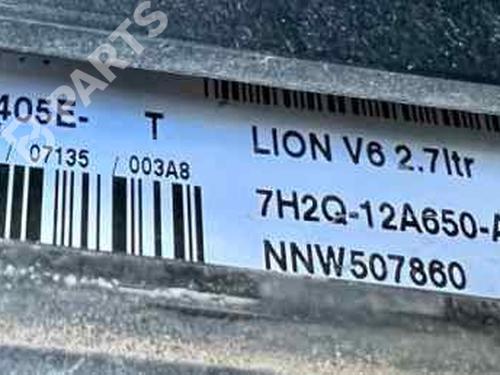 405E- T
/ 07135 / 003A8
LION V6 2.7ltr
7H2Q-12A650-A
NNW507860
PARTS